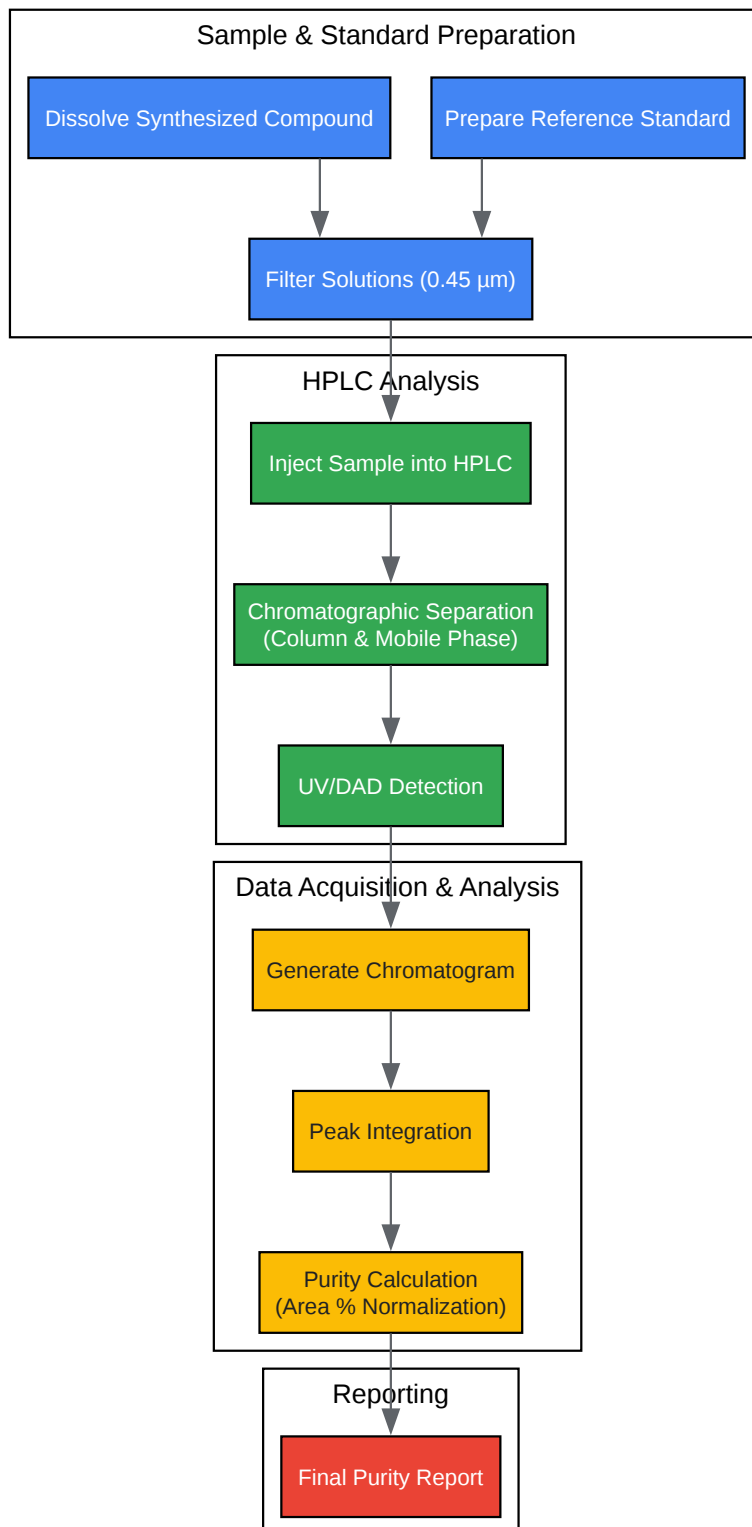 Sample & Standard Preparation
Dissolve Synthesized Compound
Prepare Reference Standard
Filter Solutions (0.45 µm)
HPLC Analysis
Inject Sample into HPLC
Chromatographic Separation
(Column & Mobile Phase)
UV/DAD Detection
Data Acquisition & Analysis
Generate Chromatogram
Peak Integration
Purity Calculation
(Area % Normalization)
Reporting
Final Purity Report